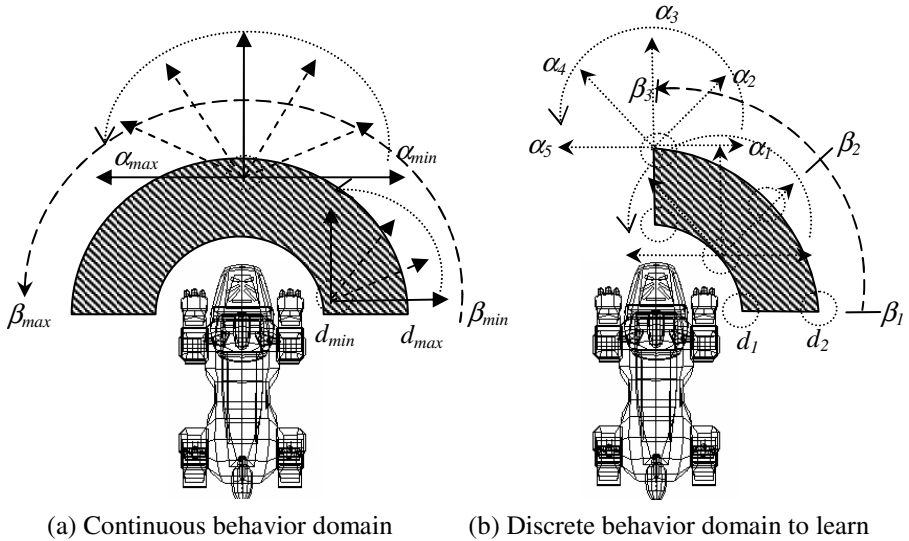 α3
α4
α2
β3
αmax
αmin
α5
α1
β2
βmax
dmin
dmax
βmin
d1
d2
β1
(a) Continuous behavior domain
(b) Discrete behavior domain to learn